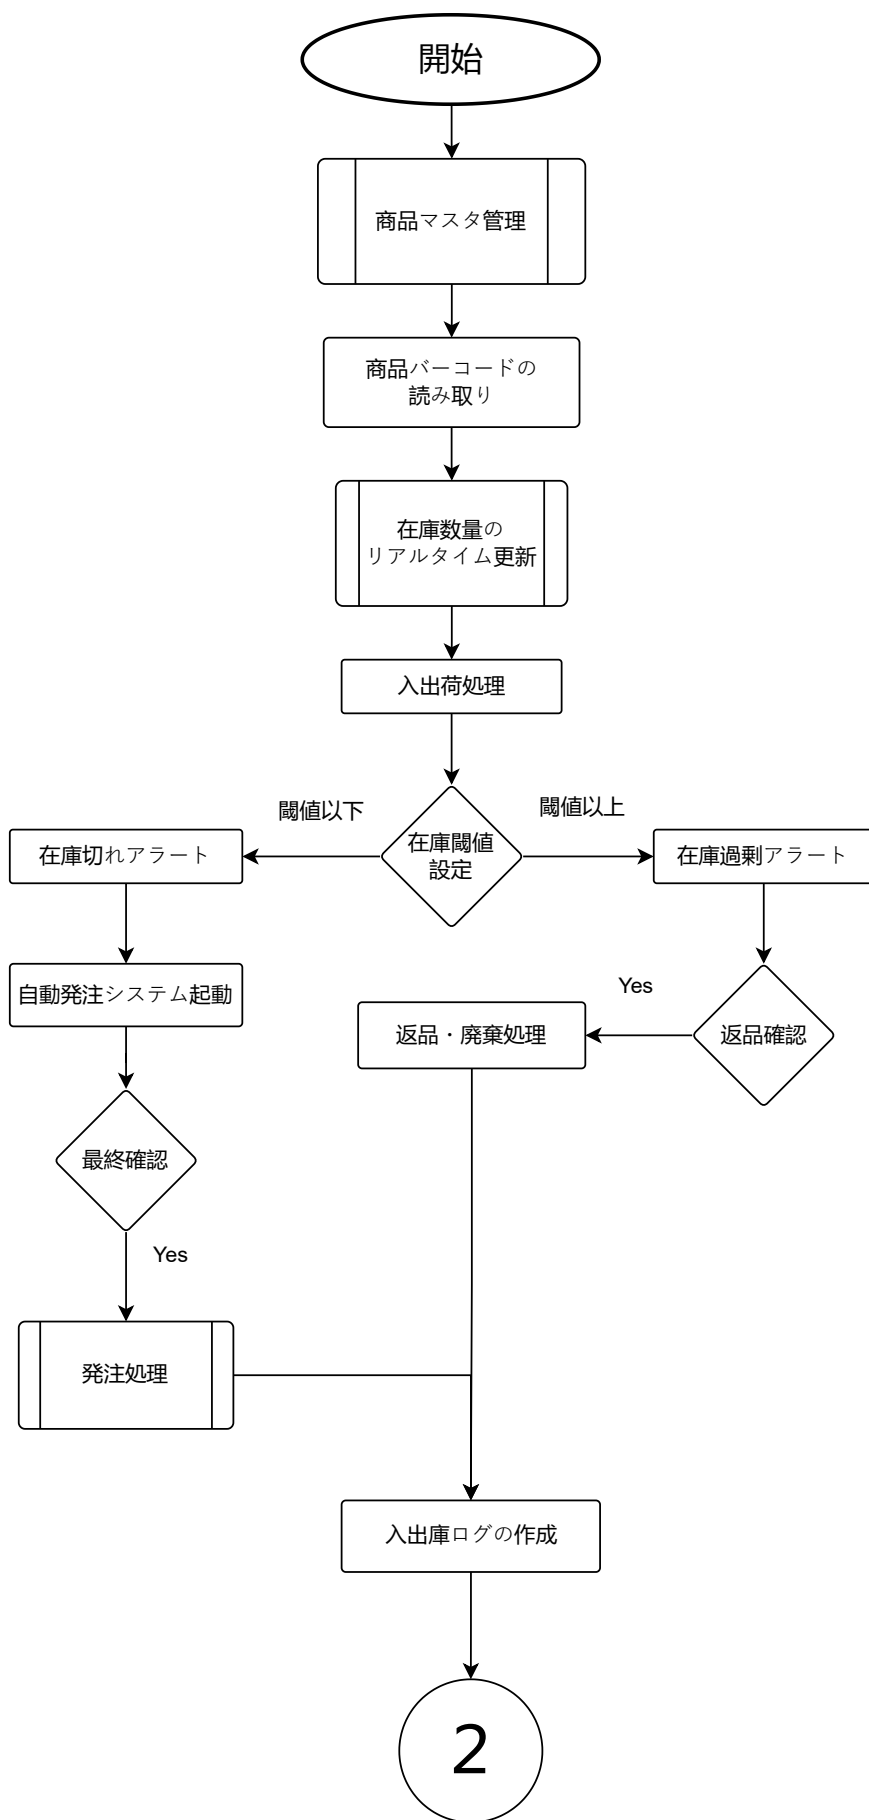 開始
商品マスタ管理
商品バーコードの
読み取り
在庫数量の
リアルタイム更新
入出荷処理
閾値以下
閾値以上
在庫閾値
設定
在庫切れアラート
在庫過剰アラート
自動発注システム起動
Yes
返品・廃棄処理
返品確認
最終確認
Yes
発注処理
入出庫ログの作成
2